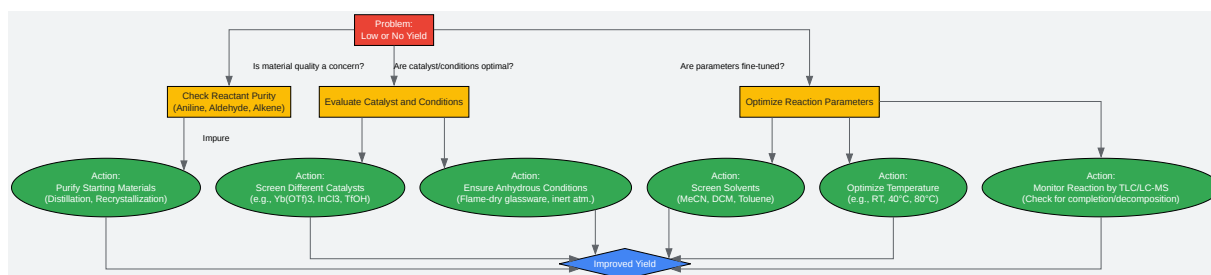 Problem:
Low or No Yield
Is material quality a concern?
Are catalyst/conditions optimal?
Are parameters fine-tuned?
Check Reactant Purity
(Aniline, Aldehyde, Alkene)
Evaluate Catalyst and Conditions
Optimize Reaction Parameters
Impure
Action:
Purify Starting Materials
(Distillation, Recrystallization)
Action:
Screen Different Catalysts
(e.g., Yb(OTf)3, InCl3, TfOH)
Action:
Ensure Anhydrous Conditions
(Flame-dry glassware, inert atm.)
Action:
Screen Solvents
(MeCN, DCM, Toluene)
Action:
Optimize Temperature
(e.g., RT, 40°C, 80°C)
Action:
Monitor Reaction by TLC/LC-MS
(Check for completion/decomposition)
Improved Yield